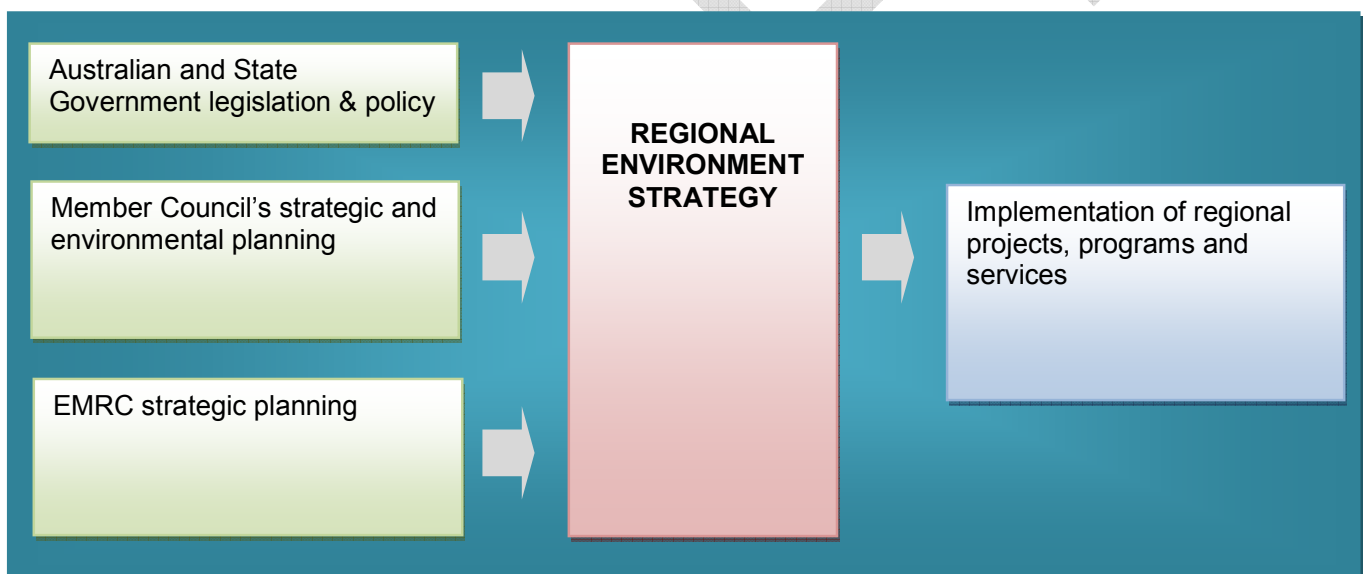 Australian and State
Government legislation & policy
Member Council's strategic and
environmental planning
EMRC strategic planning
REGIONAL
ENVIRONMENT
STRATEGY
Implementation of regional
projects, programs and
services